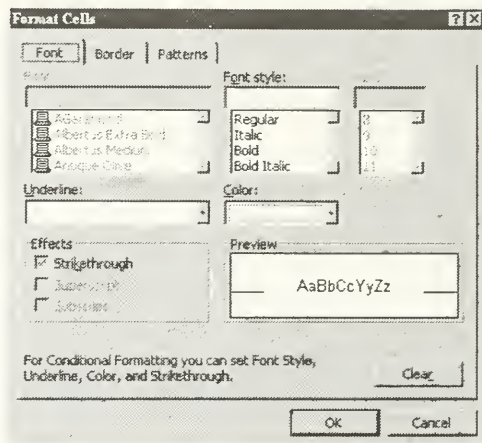 Format Cells
Font Border Patterns
Font style:
Regular
Italic
Bold
Bold Italic
8
9
10
11
Albertus Extra Bold
Albertus Medium
Antique Olive
Underline:
Color:
Effects
Strikethrough
Superscript
Subscript
Preview
AaBbCcYyZz
For Conditional Formatting you can set Font Style,
Underline, Color, and Strikethrough.
Clear
OK
Cancel